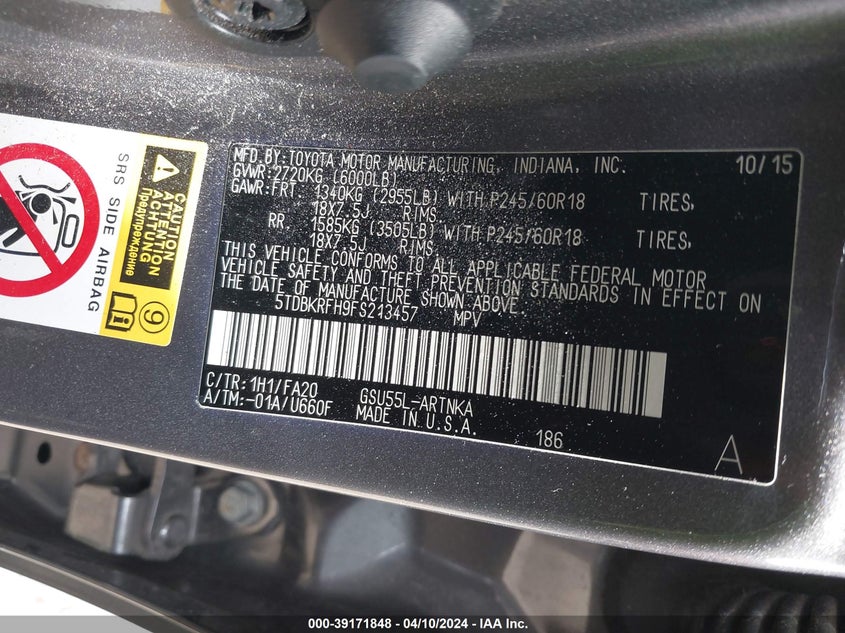 SRS SIDE AIRBAG
CAUTION
ACHTUNG
ATTENTION
Предупреждение
9
MFD.BY:TOYOTA MOTOR MANUFACTURING, INDIANA, INC. 10/15
GVWR:2720KG (6000LB)
GAWR:FRT 1340KG (2955LB) WITH P245/60R18 TIRES,
18X7.5J RIMS
RR 1585KG (3505LB) WITH P245/60R18 TIRES,
18X7.5J RIMS
THIS VEHICLE CONFORMS TO ALL APPLICABLE FEDERAL MOTOR
VEHICLE SAFETY AND THEFT PREVENTION STANDARDS IN EFFECT ON
THE DATE OF MANUFACTURE SHOWN ABOVE.
5TDBKRFH9FS213457 MPV
C/TR:1H1/FA20 GSU55L-ARTNKA
A/TM:-01A/U660F MADE IN U.S.A.
186
A
000-39171848 - 04/10/2024 - IAA Inc.